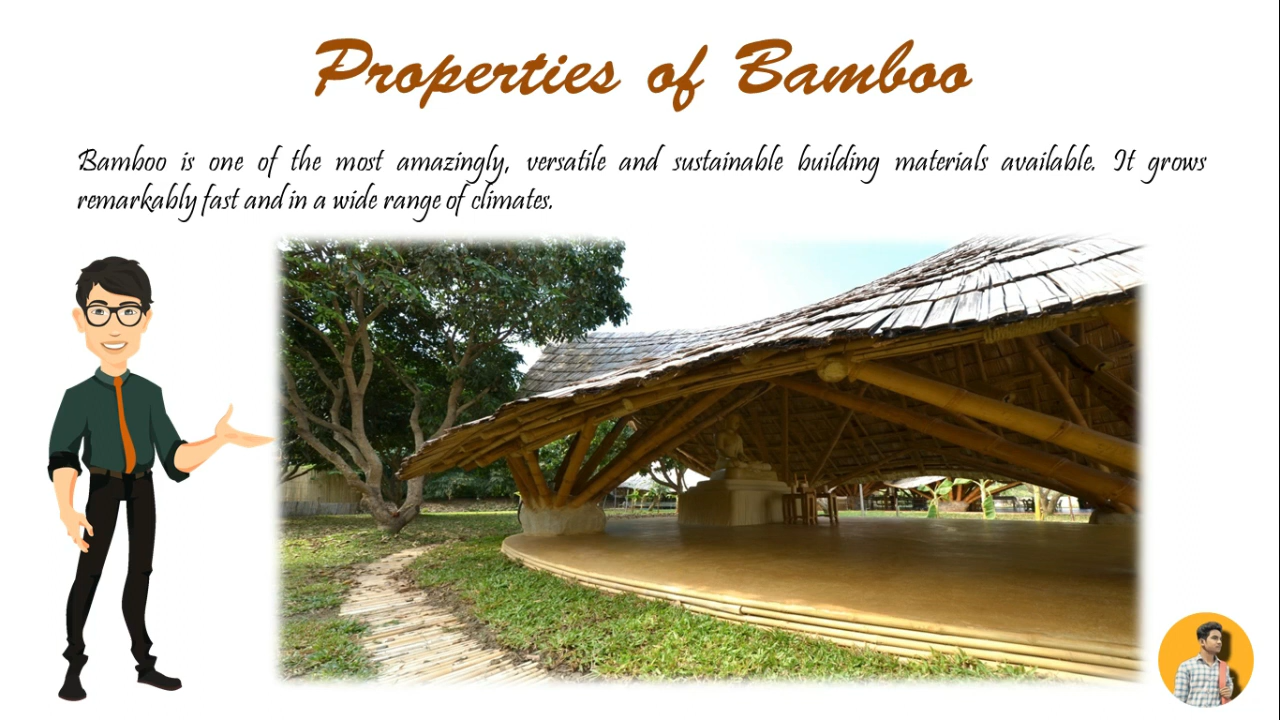 Properties of Bamboo
Bamboo is one of the most amazingly, versatile and sustainable building materials available. It grows
remarkably fast and in a wide range of climates.